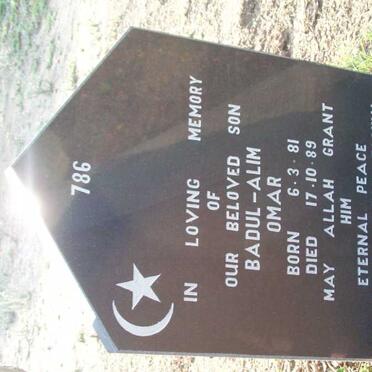 786
IN LOVING MEMORY
OF
OUR BELOVED SON
BADUL-ALIM
OMAR
BORN 6·3·81
DIED 17·10·89
MAY ALLAH GRANT
HIM
ETERNAL PEACE